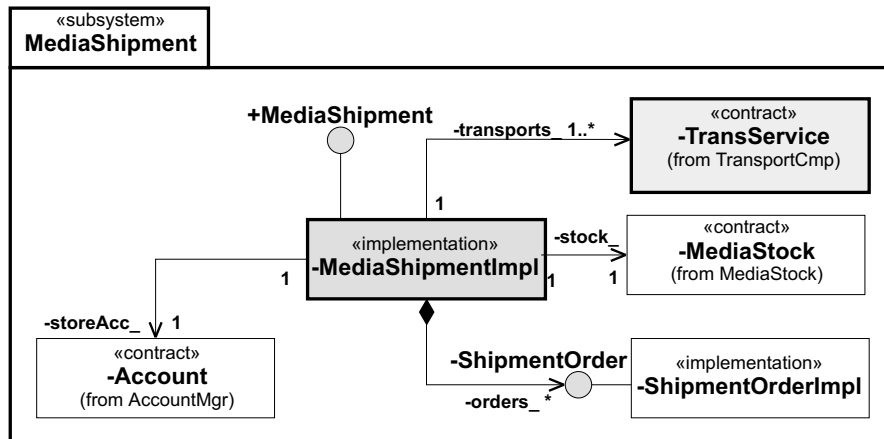 «subsystem»
MediaShipment
+MediaShipment
-transports_ 1..*
«contract»
-TransService
(from TransportCmp)
1
«implementation»
-MediaShipmentImpl
1
-stock_
1
1
«contract»
-MediaStock
(from MediaStock)
-storeAcc_ 1
«contract»
-Account
(from AccountMgr)
-ShipmentOrder
-orders_ *
«implementation»
-ShipmentOrderImpl